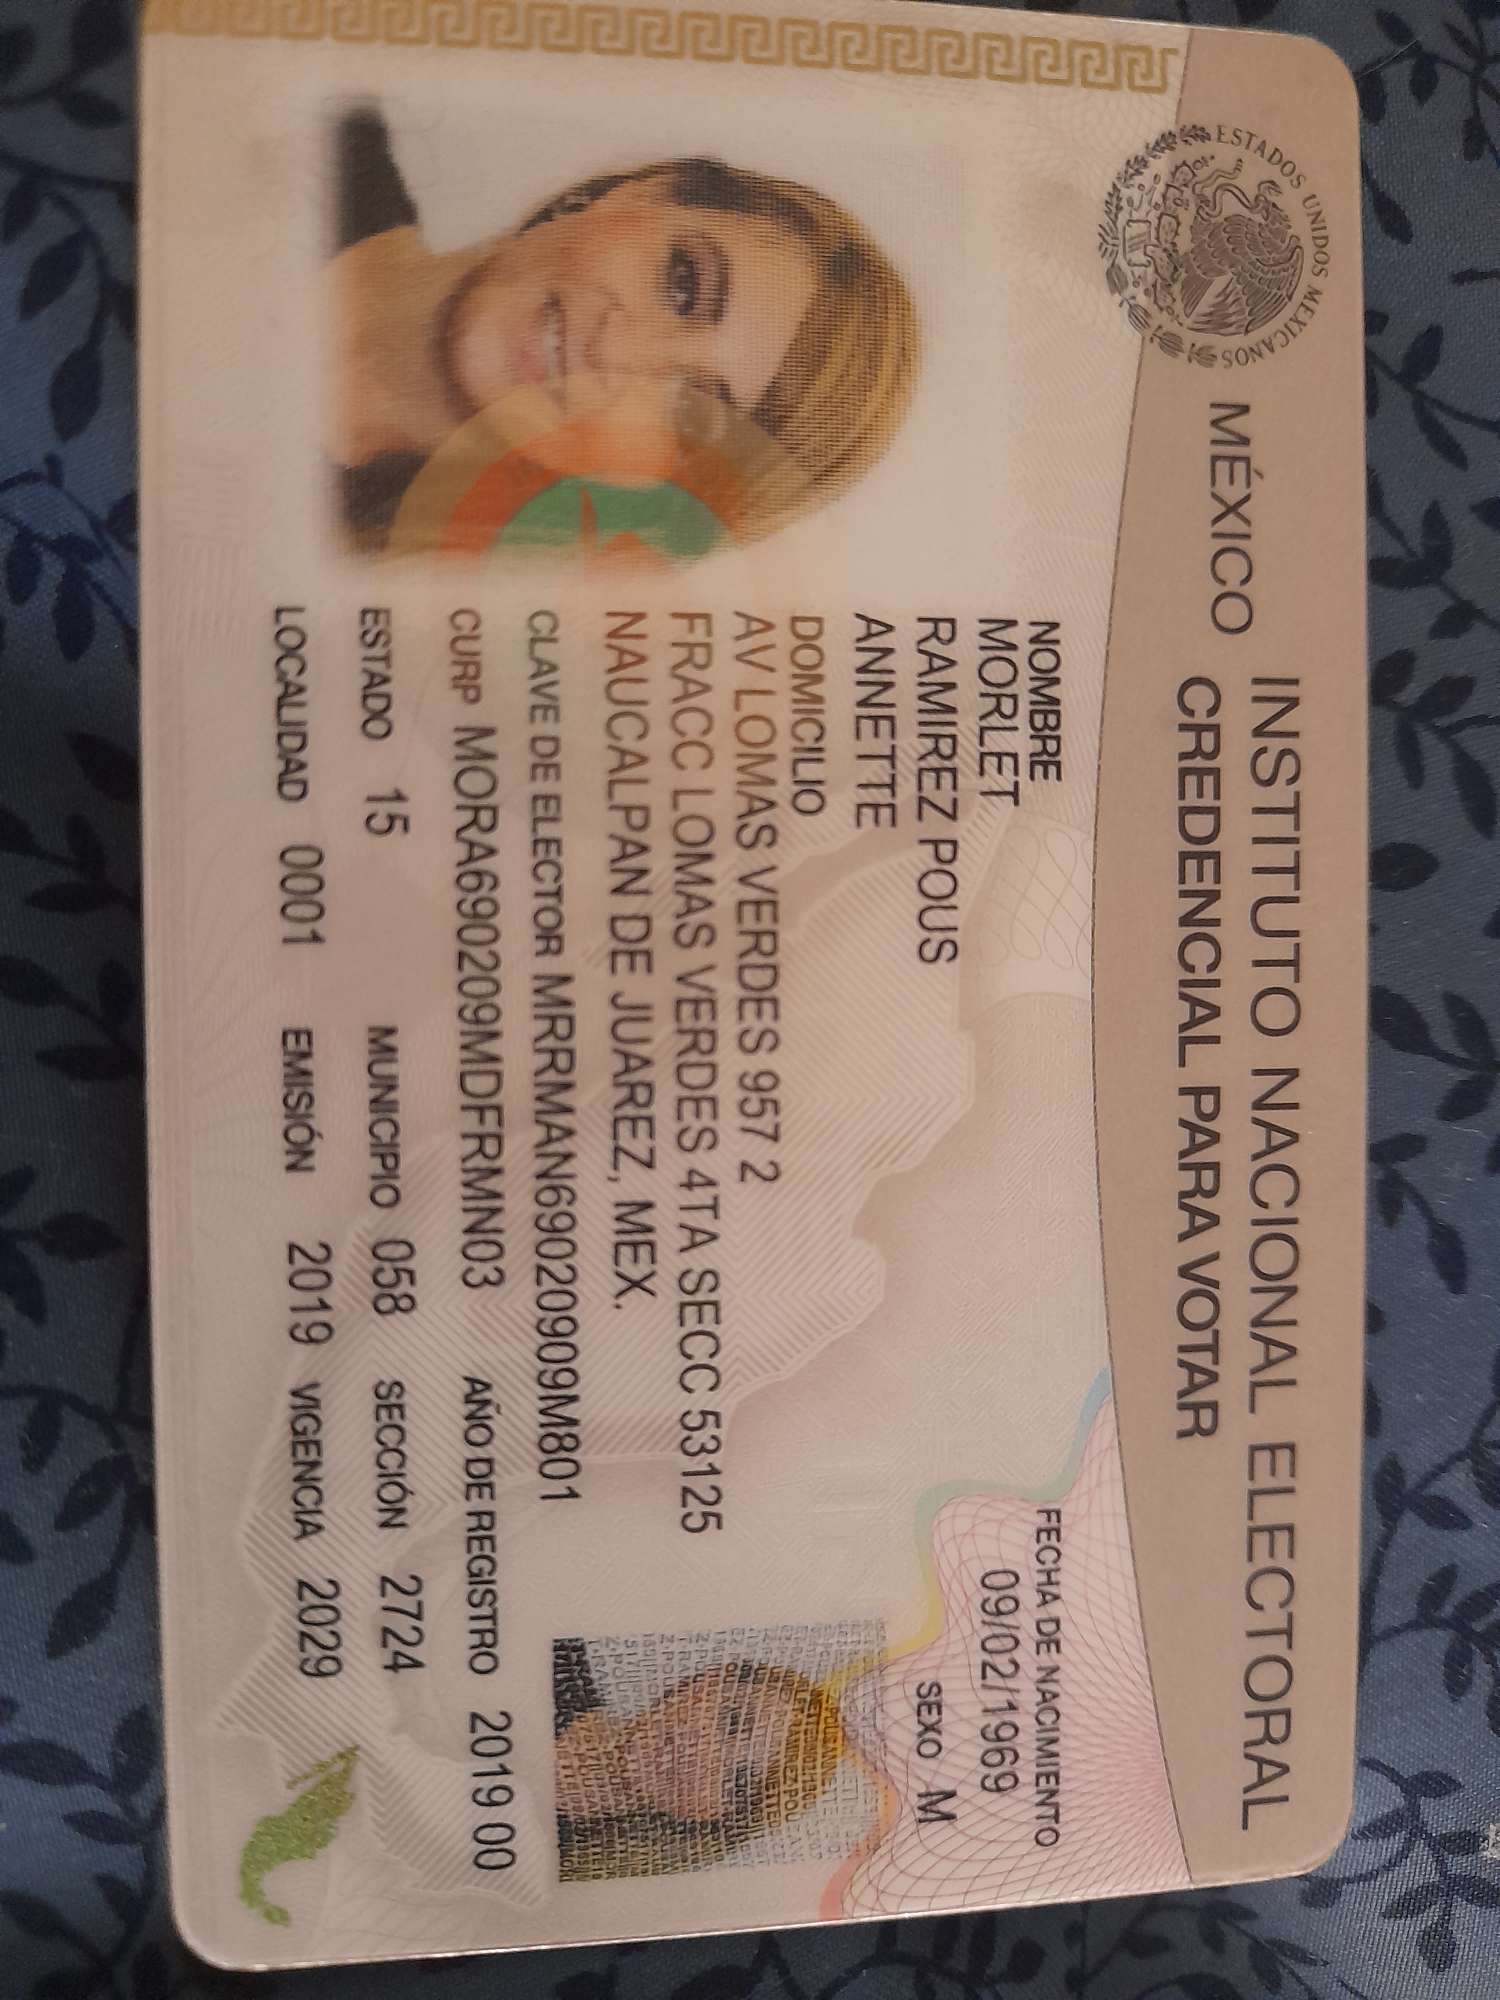 ESTADOS UNIDOS MEXICANOS
MÉXICO INSTITUTO NACIONAL ELECTORAL
CREDENCIAL PARA VOTAR
NOMBRE
MORLET
RAMIREZ POUS
ANNETTE
FECHA DE NACIMIENTO
09/02/1969
SEXO M
DOMICILIO
AV LOMAS VERDES 957 2
FRACC LOMAS VERDES 4TA SECC 53125
NAUCALPAN DE JUAREZ, MEX.
CLAVE DE ELECTOR MRRMAN69020909M801
CURP MORA690209MDFRMN03 AÑO DE REGISTRO 2019 00
ESTADO 15 MUNICIPIO 058 SECCIÓN 2724
LOCALIDAD 0001 EMISIÓN 2019 VIGENCIA 2029